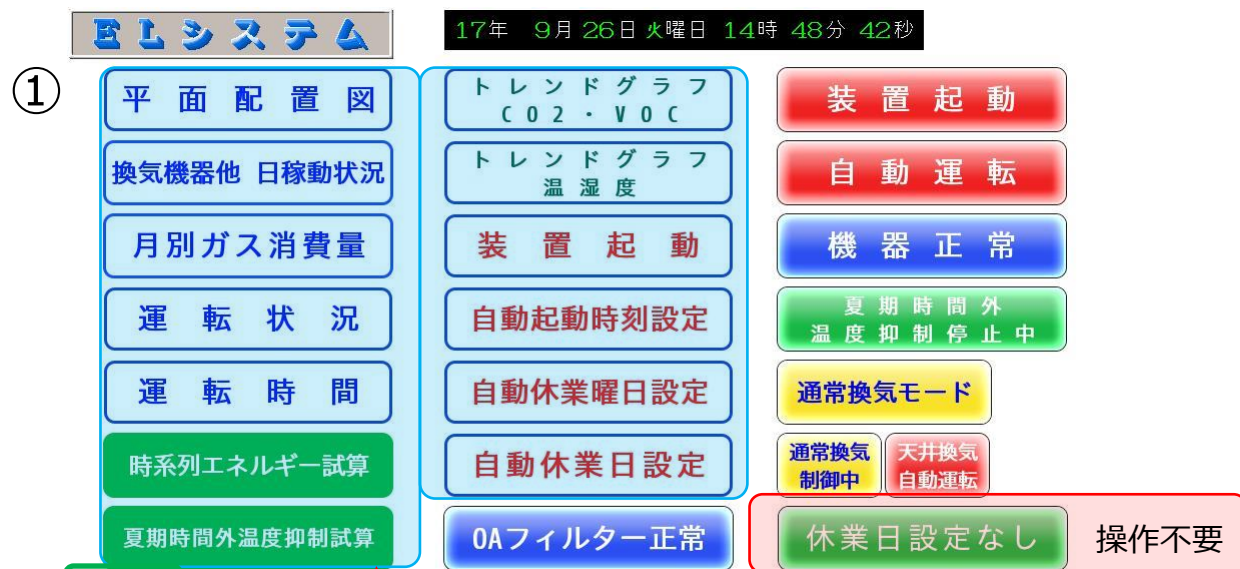 ELシステム
17年 9月26日火曜日 14時 48分 42秒
①
平面配置図
換気機器他 日稼動状況
月別ガス消費量
運転状況
運転時間
時系列エネルギー試算
夏期時間外温度抑制試算
トレンドグラフ
CO2・VOC
トレンドグラフ
温湿度
装置起動
自動起動時刻設定
自動休業曜日設定
自動休業日設定
OAフィルター正常
装置起動
自動運転
機器正常
夏期時間外
温度抑制停止中
通常換気モード
通常換気
制御中
天井換気
自動運転
休業日設定なし
操作不要